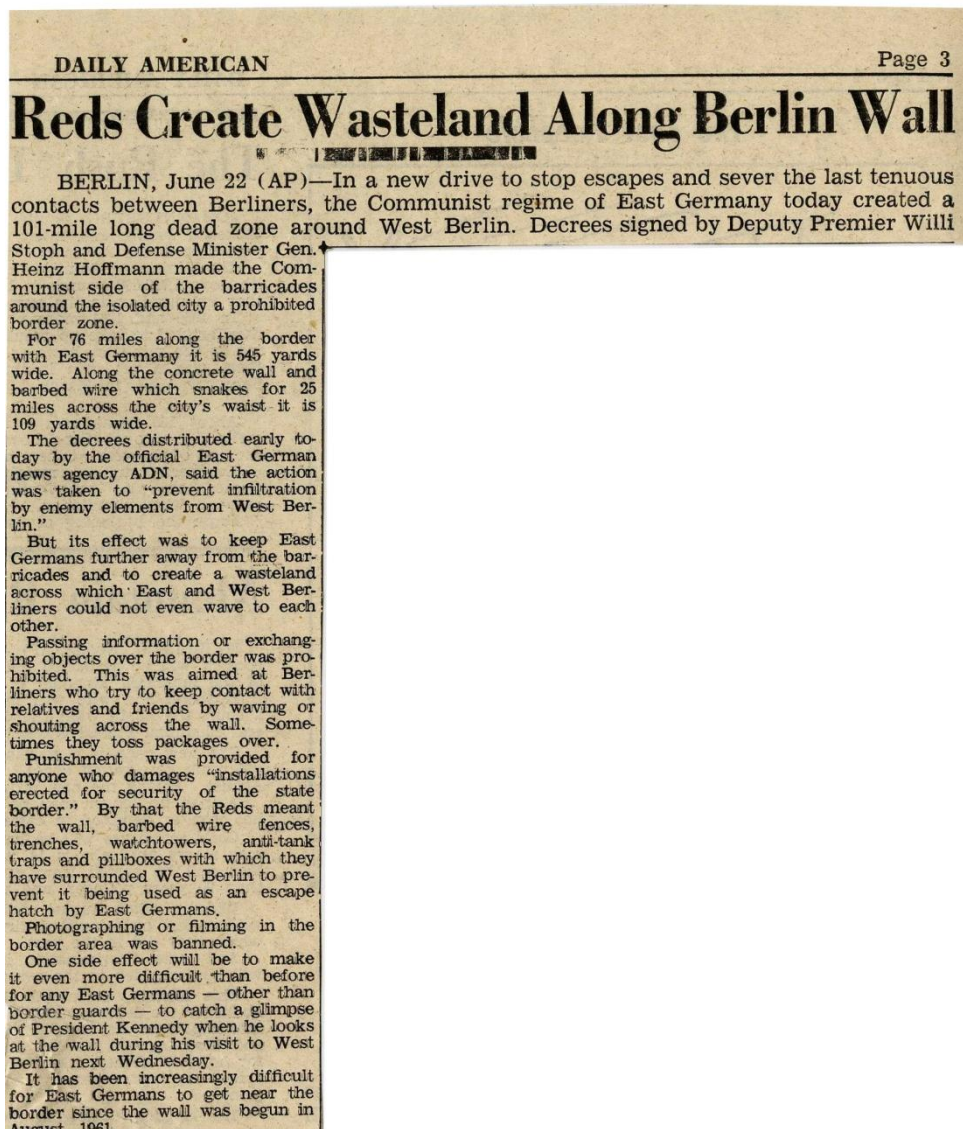 DAILY AMERICAN Page 3
Reds Create Wasteland Along Berlin Wall
BERLIN, June 22 (AP)—In a new drive to stop escapes and sever the last tenuous
contacts between Berliners, the Communist regime of East Germany today created a
101-mile long dead zone around West Berlin. Decrees signed by Deputy Premier Willi
Stoph and Defense Minister Gen.
Heinz Hoffmann made the Com-
munist side of the barricades
around the isolated city a prohibited
border zone.
For 76 miles along the border
with East Germany it is 545 yards
wide. Along the concrete wall and
barbed wire which snakes for 25
miles across the city's waist it is
109 yards wide.
The decrees distributed early to-
day by the official East German
news agency ADN, said the action
was taken to “prevent infiltration
by enemy elements from West Ber-
lin.”
But its effect was to keep East
Germans further away from the bar-
ricades and to create a wasteland
across which East and West Ber-
liners could not even wave to each
other.
Passing information or exchang-
ing objects over the border was pro-
hibited. This was aimed at Ber-
liners who try to keep contact with
relatives and friends by waving or
shouting across the wall. Some-
times they toss packages over.
Punishment was provided for
anyone who damages “installations
erected for security of the state
border.” By that the Reds meant
the wall, barbed wire fences,
trenches, watchtowers, anti-tank
traps and pillboxes with which they
have surrounded West Berlin to pre-
vent it being used as an escape
hatch by East Germans.
Photographing or filming in the
border area was banned.
One side effect will be to make
it even more difficult than before
for any East Germans — other than
border guards — to catch a glimpse
of President Kennedy when he looks
at the wall during his visit to West
Berlin next Wednesday.
It has been increasingly difficult
for East Germans to get near the
border since the wall was begun in
August, 1961.